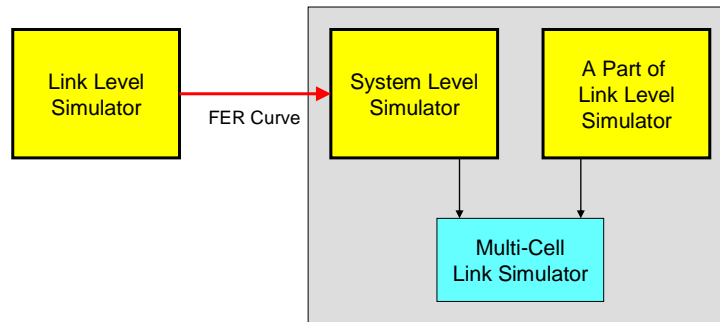 Link Level
Simulator
FER Curve
System Level
Simulator
A Part of
Link Level
Simulator
Multi-Cell
Link Simulator